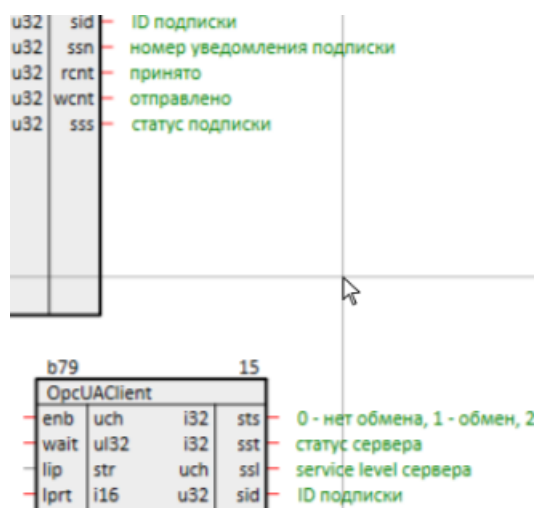 u32 sid ID подписки
u32 ssn номер уведомления подписки
u32 rcnt принято
u32 wcnt отправлено
u32 sss статус подписки
b79 15
OpcUAClient
enb uch i32 sts 0 - нет обмена, 1 - обмен, 2
wait ul32 i32 sst статус сервера
lip str uch ssl service level сервера
lprt i16 u32 sid ID подписки